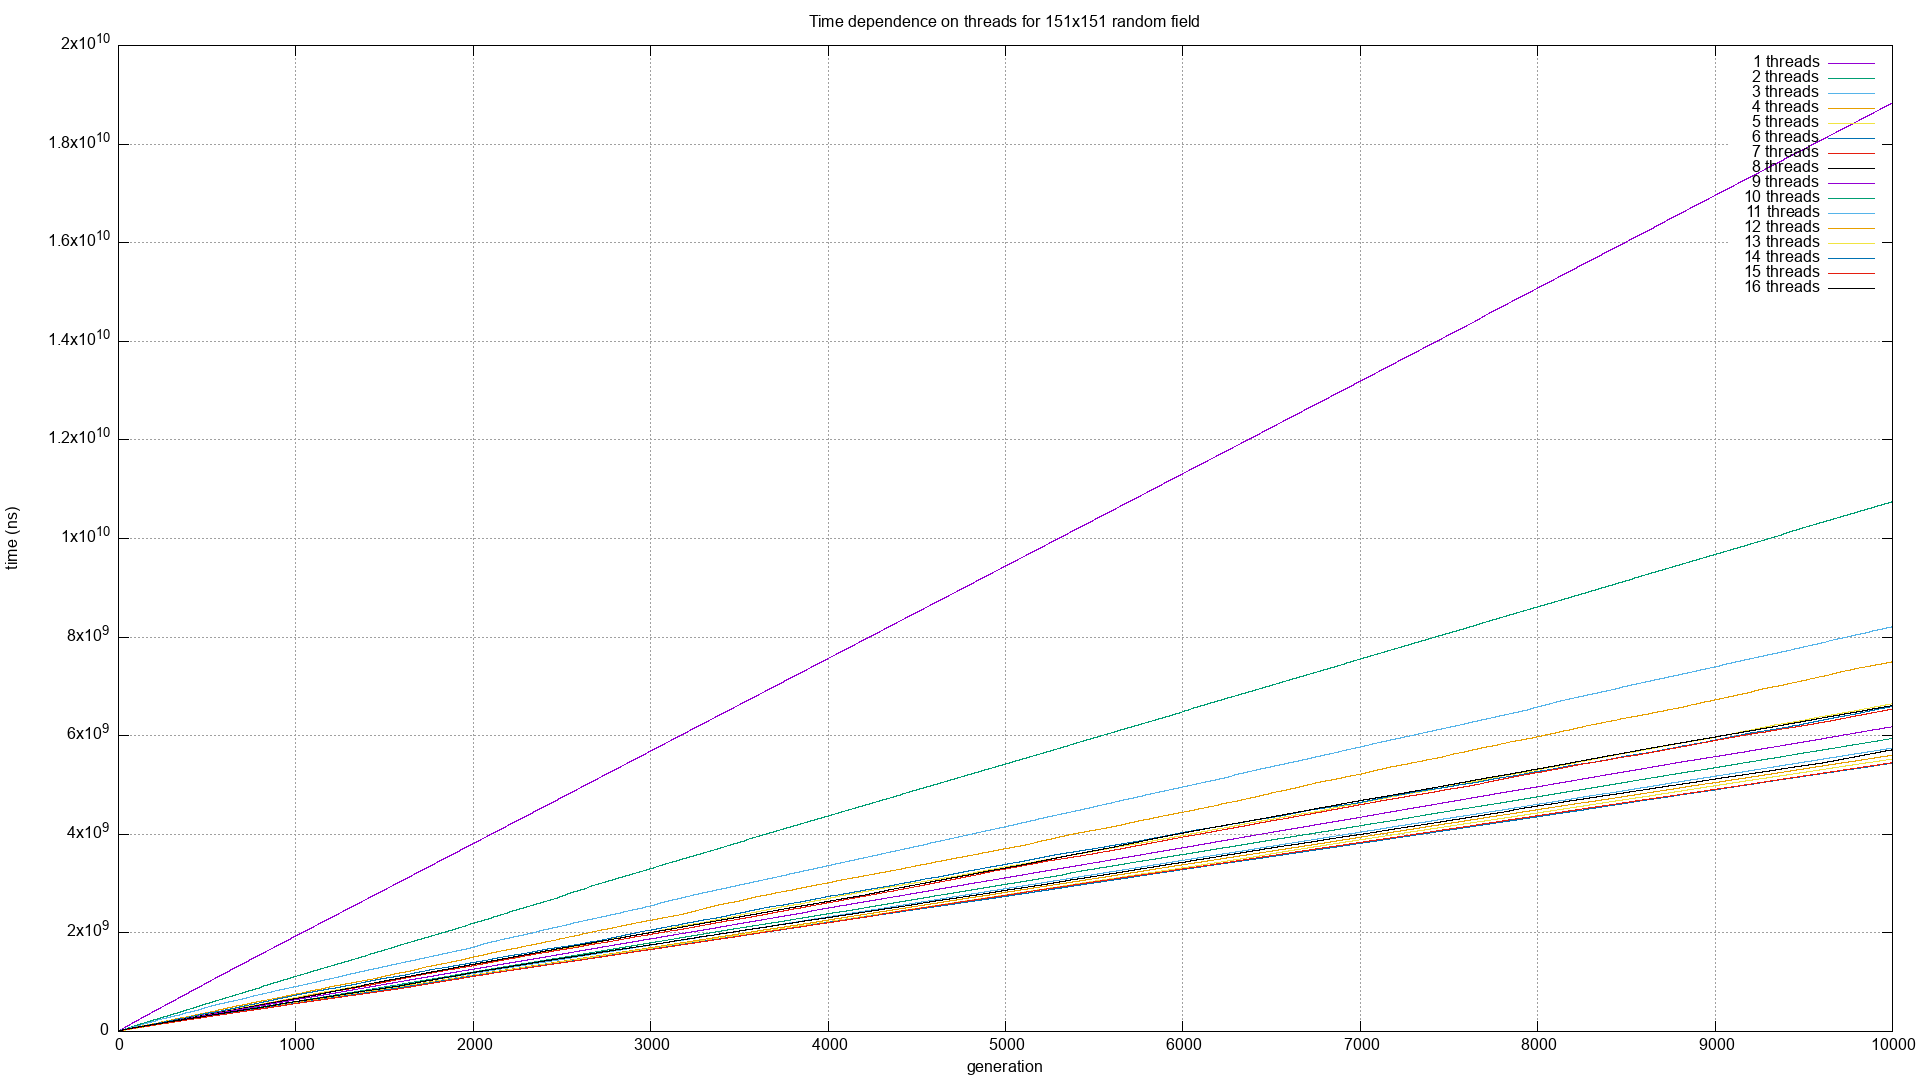 Time dependence on threads for 151x151 random field
2x10^10
1.8x10^10
1.6x10^10
1.4x10^10
1.2x10^10
1x10^10
8x10^9
6x10^9
4x10^9
2x10^9
0
time (ns)
1 threads
2 threads
3 threads
4 threads
5 threads
6 threads
7 threads
8 threads
9 threads
10 threads
11 threads
12 threads
13 threads
14 threads
15 threads
16 threads
0 1000 2000 3000 4000 5000 6000 7000 8000 9000 10000
generation